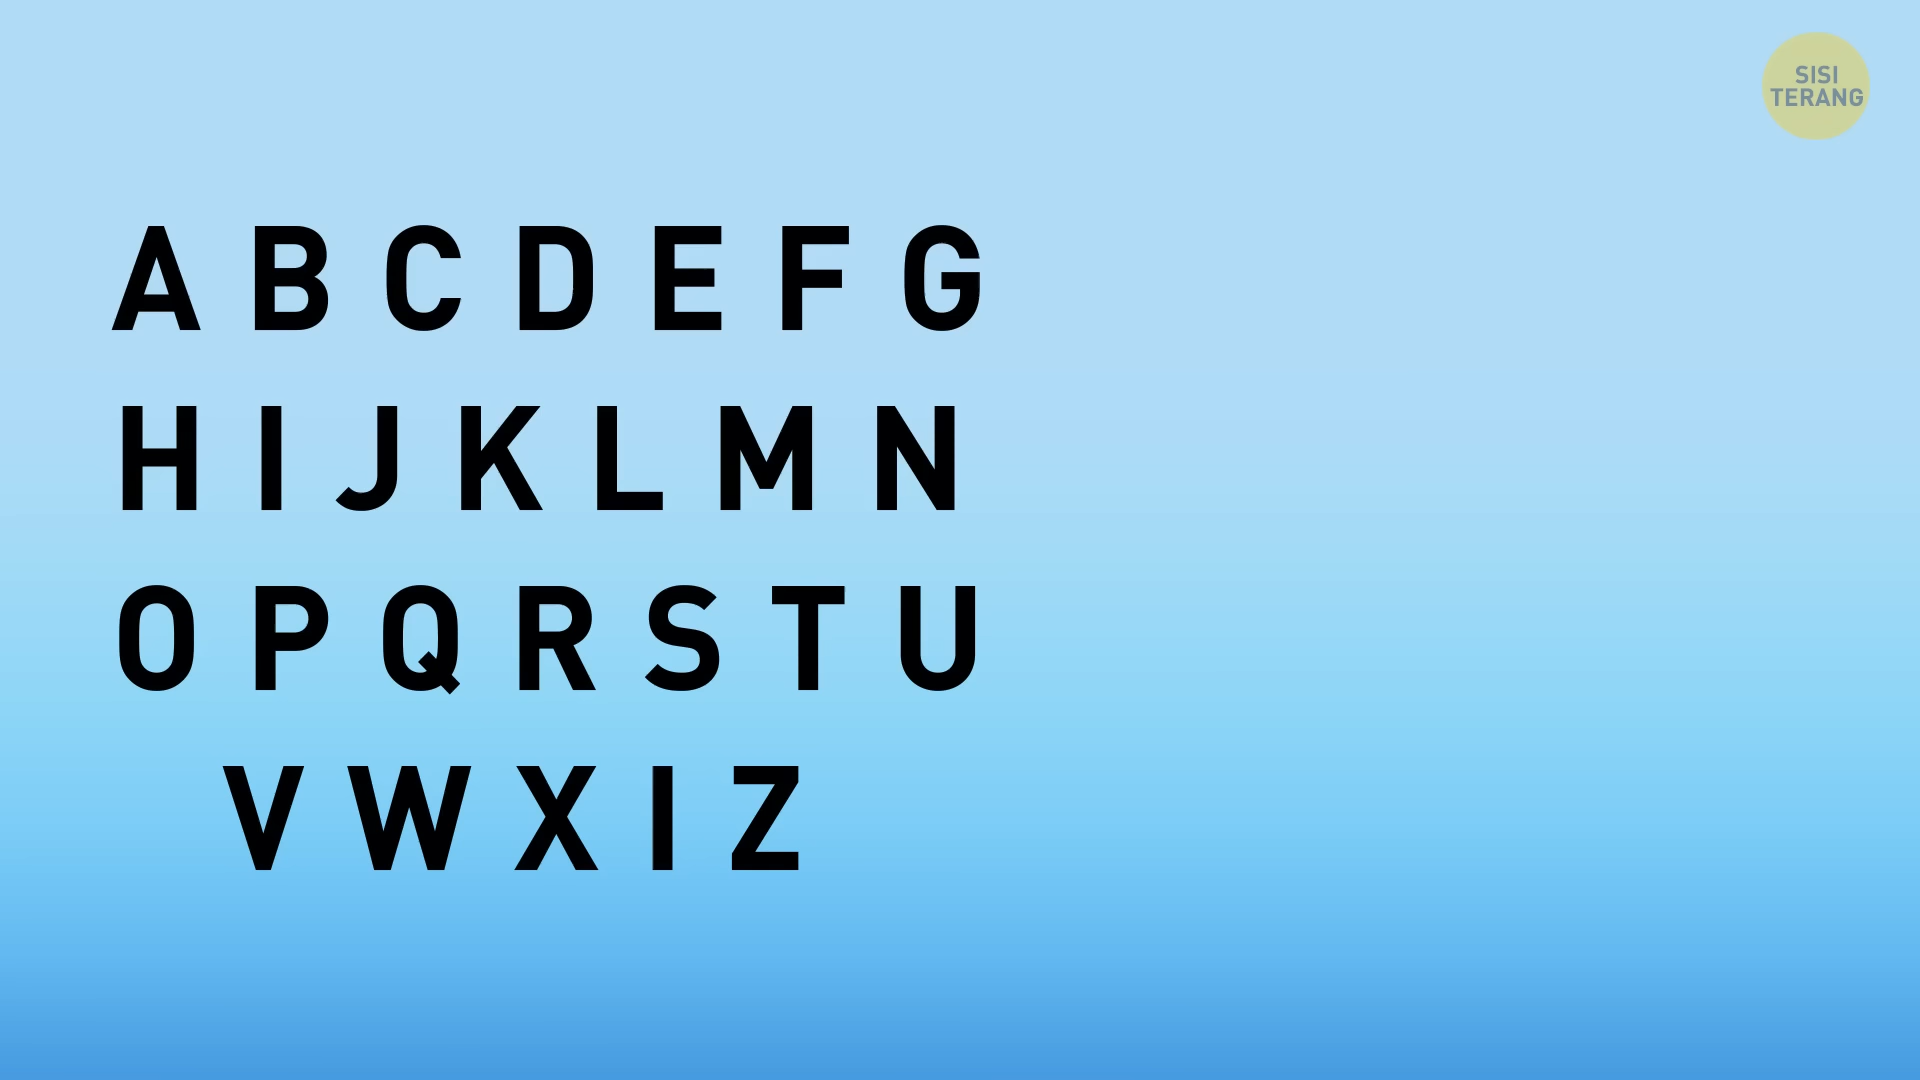 SISI
TERANG
A B C D E F G
H I J K L M N
O P Q R S T U
V W X I Z